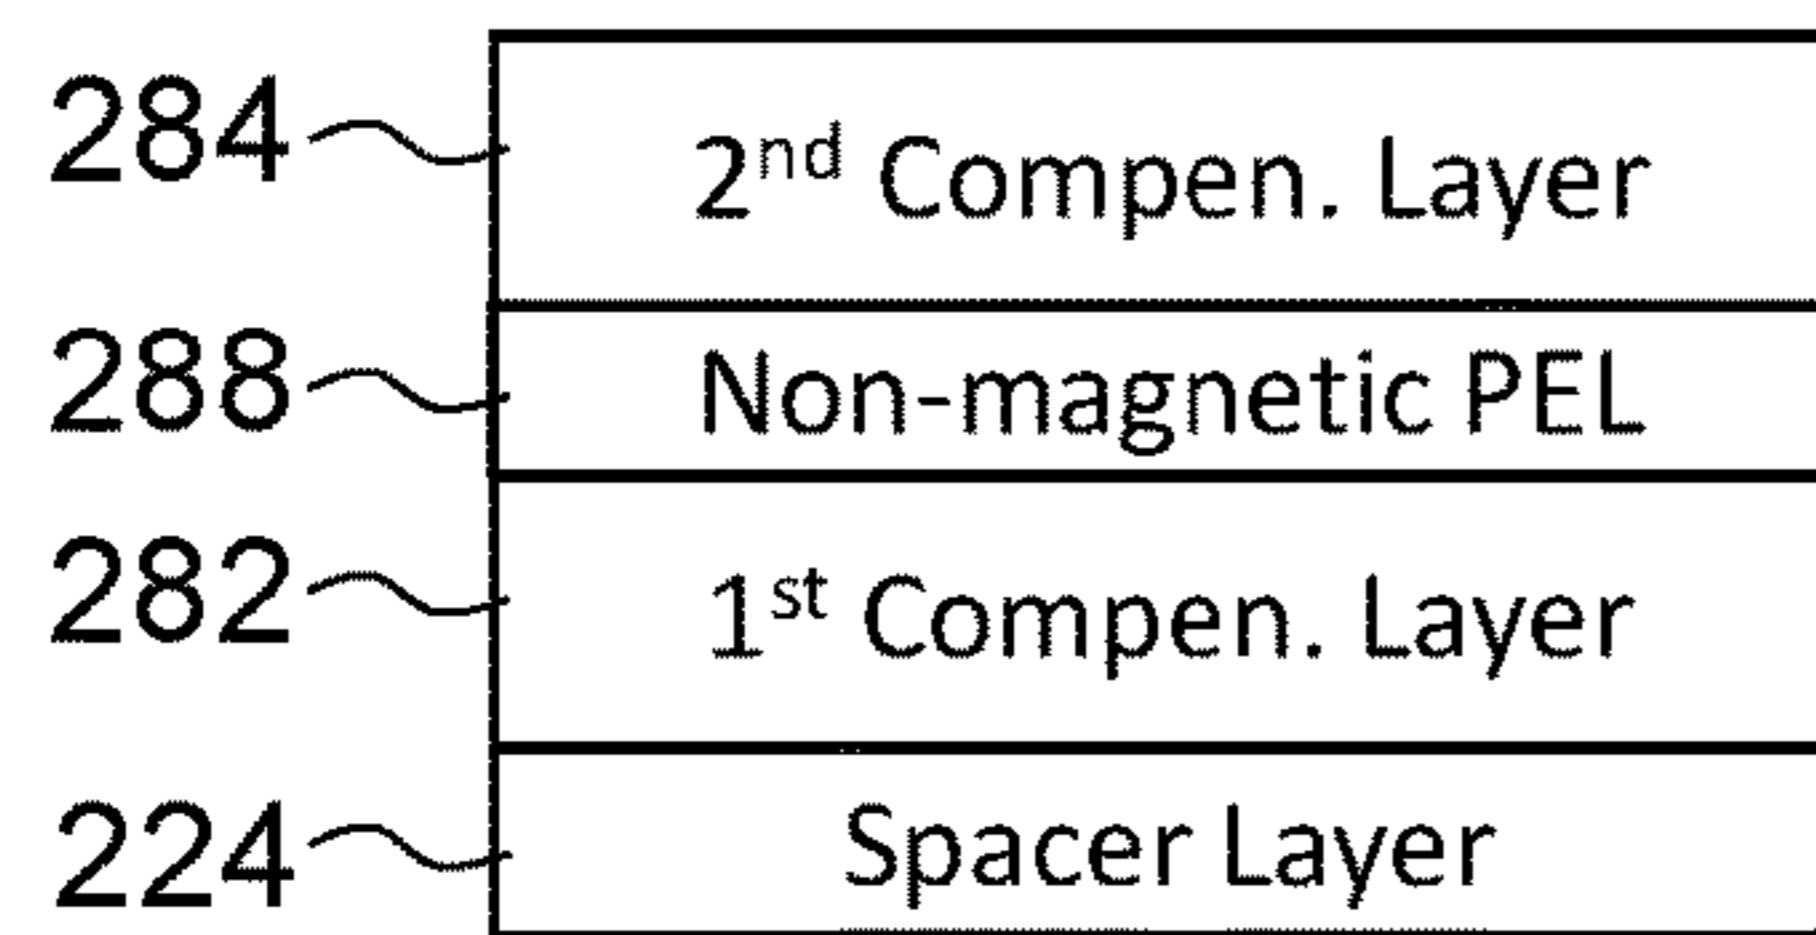 284 2nd Compen. Layer
288 Non-magnetic PEL
282 1st Compen. Layer
224 Spacer Layer